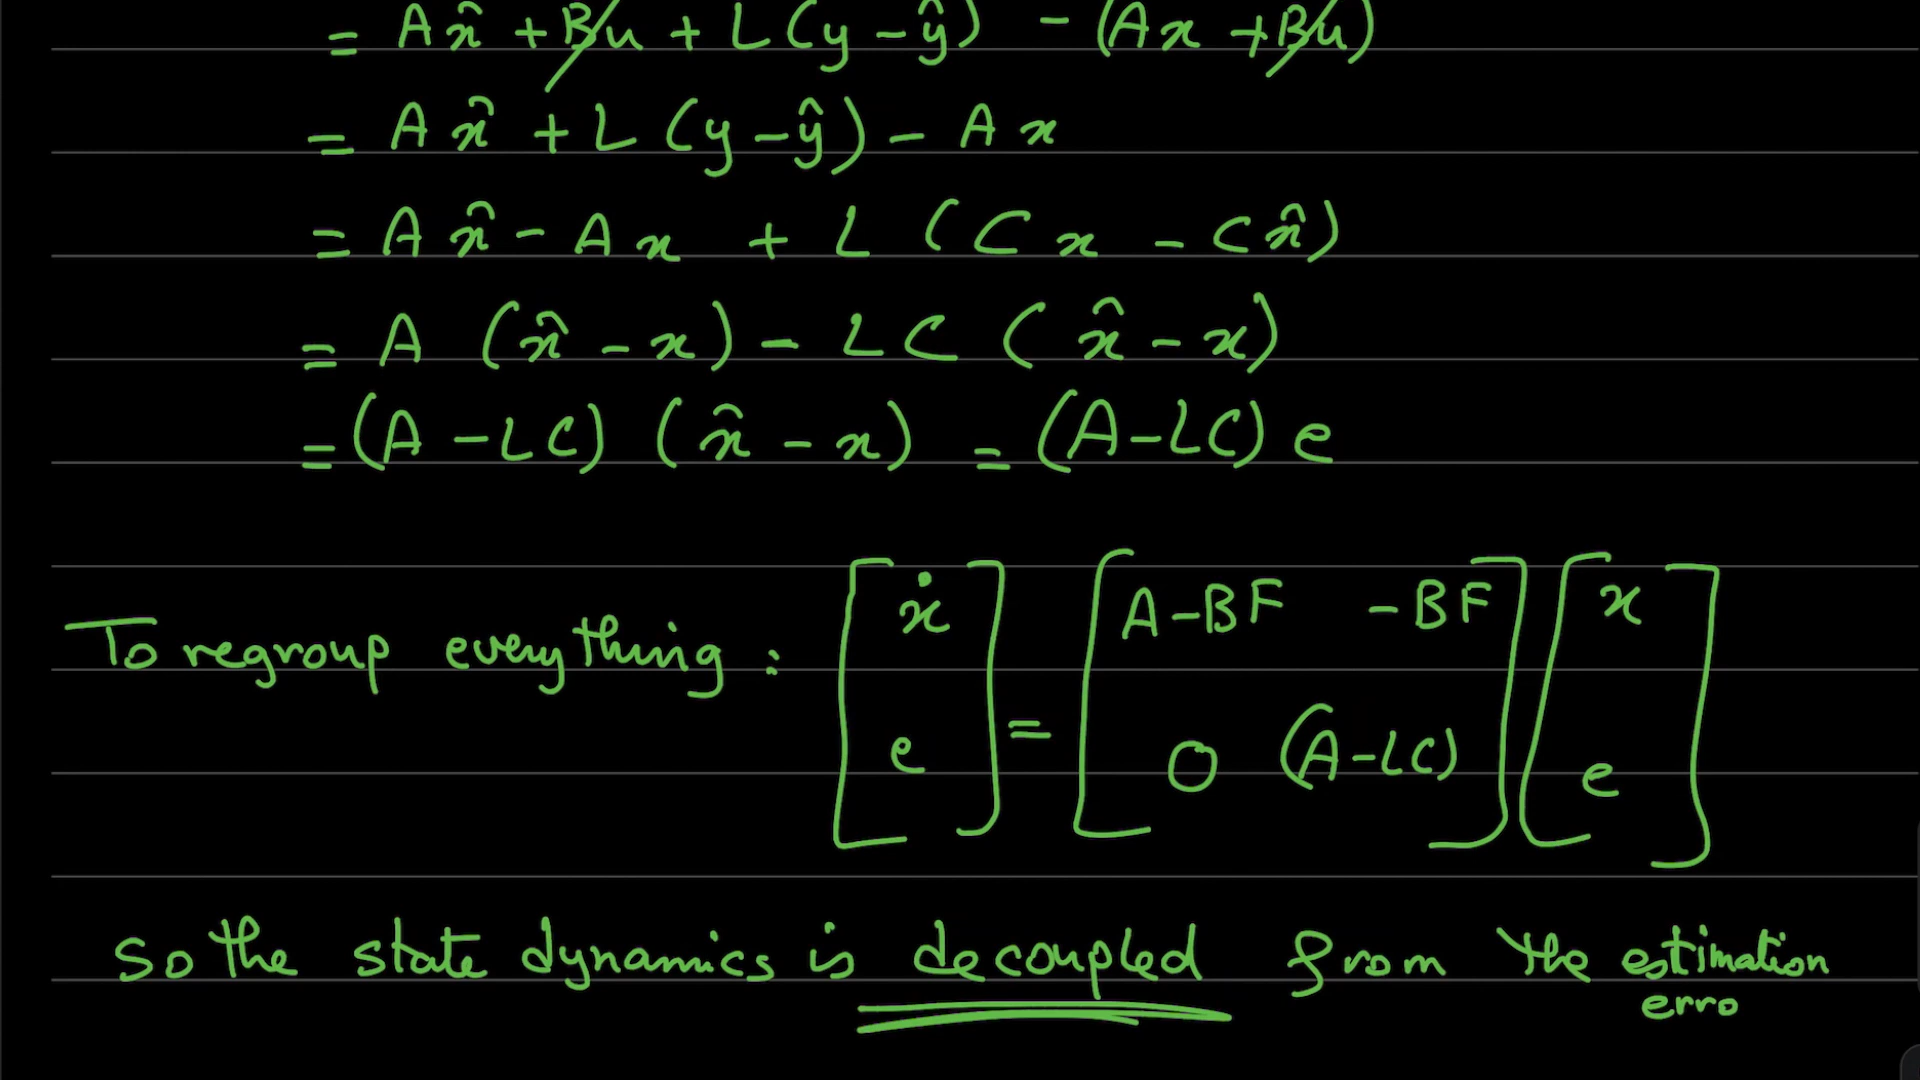 = Ax̂ + Bu + L(y - ŷ) - (Ax + Bu)
= Ax̂ + L(y - ŷ) - Ax
= Ax̂ - Ax + L(Cx - Cx̂)
= A(x̂ - x) - LC(x̂ - x)
= (A - LC)(x̂ - x) = (A - LC)e
To regroup everything: [ẋ e] = [A-BF -BF 0 (A-LC)] [x e]
So the state dynamics is decoupled from the estimation
erro